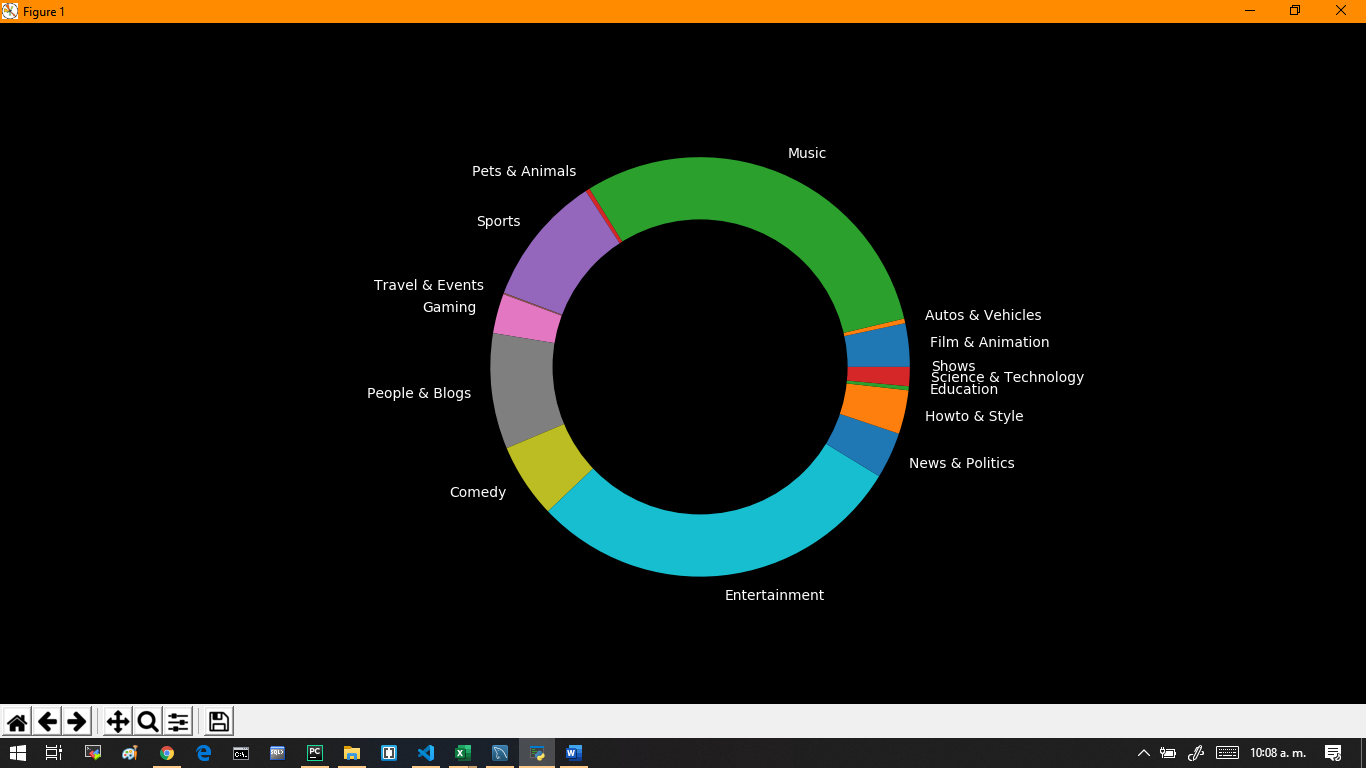 Figure 1
Music
Pets & Animals
Sports
Travel & Events
Gaming
People & Blogs
Comedy
Entertainment
Autos & Vehicles
Film & Animation
Shows
Science & Technology
Education
Howto & Style
News & Politics
10:08 a. m.